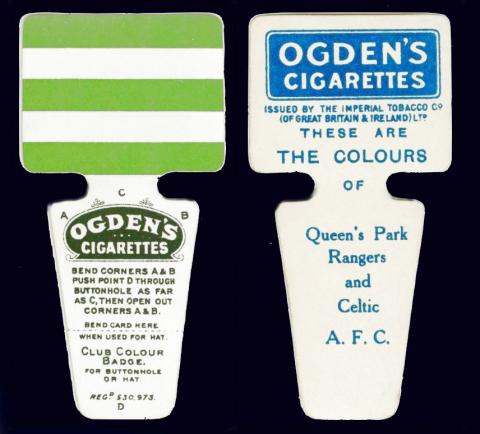 C
A
B
OGDEN'S
CIGARETTES
BEND CORNERS A & B
PUSH POINT D THROUGH
BUTTONHOLE AS FAR
AS C, THEN OPEN OUT
CORNERS A & B.
BEND CARD HERE
WHEN USED FOR HAT.
CLUB COLOUR
BADGE.
FOR BUTTONHOLE
OR HAT
REGD 530,973.
D
OGDEN'S
CIGARETTES
ISSUED BY THE IMPERIAL TOBACCO CO
(OF GREAT BRITAIN & IRELAND) LTD
THESE ARE
THE COLOURS
OF
Queen's Park
Rangers
and
Celtic
A. F. C.